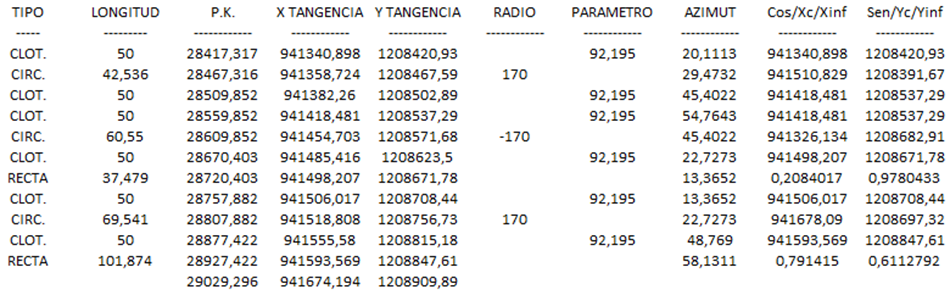 TIPO LONGITUD P.K. X TANGENCIA Y TANGENCIA RADIO PARAMETRO AZIMUT Cos/Xc/Xinf Sen/Yc/Yinf
----- --------- ------------ ------------ ------------ ------------ ------------ --------- ------------ ------------
CLOT. 50 28417,317 941340,898 1208420,93 92,195 20,1113 941340,898 1208420,93
CIRC. 42,536 28467,316 941358,724 1208467,59 170 29,4732 941510,829 1208391,67
CLOT. 50 28509,852 941382,26 1208502,89 92,195 45,4022 941418,481 1208537,29
CLOT. 50 28559,852 941418,481 1208537,29 92,195 54,7643 941418,481 1208537,29
CIRC. 60,55 28609,852 941454,703 1208571,68 -170 45,4022 941326,134 1208682,91
CLOT. 50 28670,403 941485,416 1208623,5 92,195 22,7273 941498,207 1208671,78
RECTA 37,479 28720,403 941498,207 1208671,78 13,3652 0,2084017 0,9780433
CLOT. 50 28757,882 941506,017 1208708,44 92,195 13,3652 941506,017 1208708,44
CIRC. 69,541 28807,882 941518,808 1208756,73 170 22,7273 941678,09 1208697,32
CLOT. 50 28877,422 941555,58 1208815,18 92,195 48,769 941593,569 1208847,61
RECTA 101,874 28927,422 941593,569 1208847,61 58,1311 0,791415 0,6112792
29029,296 941674,194 1208909,89